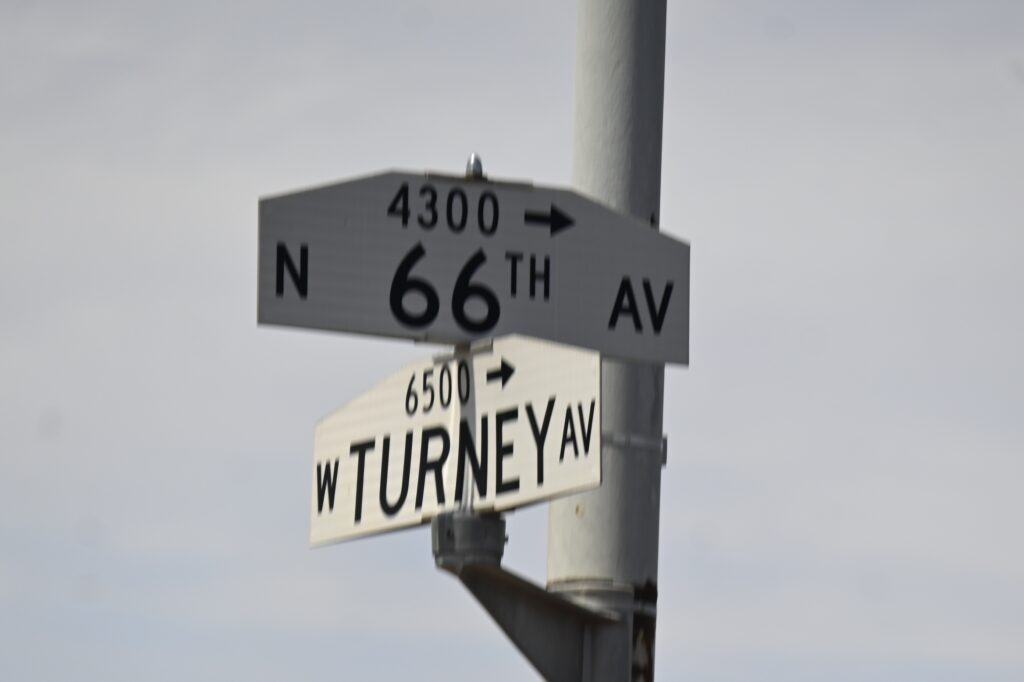 4300 →
N 66TH AV
6500 →
W TURNEY AV